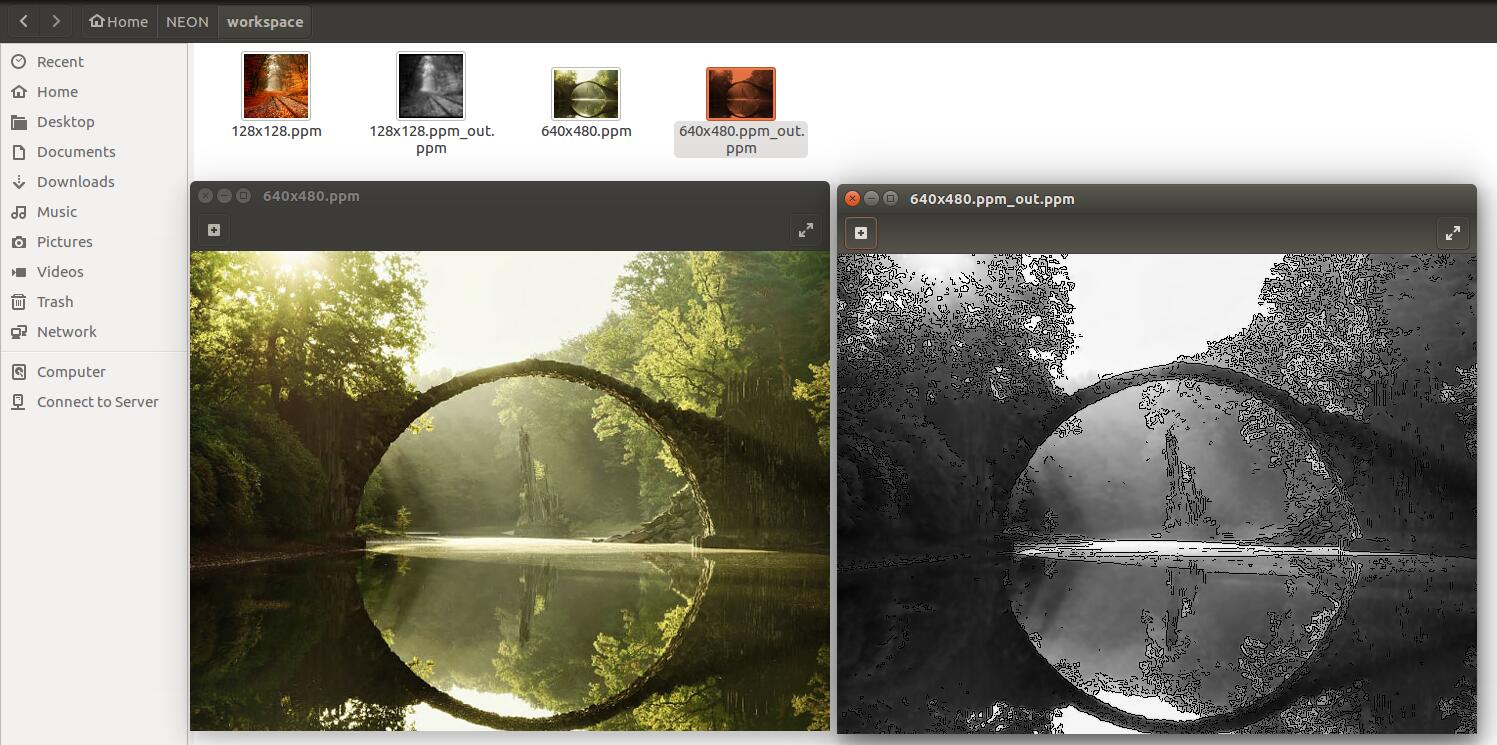 Home NEON workspace
Recent
Home
Desktop
Documents
Downloads
Music
Pictures
Videos
Trash
Network
Computer
Connect to Server
128x128.ppm
128x128.ppm_out.
ppm
640x480.ppm
640x480.ppm_out.
ppm
640x480.ppm
640x480.ppm_out.ppm